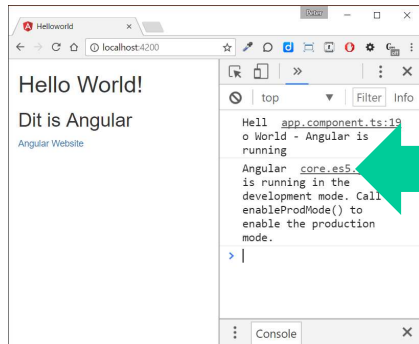 Peter
Helloworld
localhost:4200
Hello World!
Dit is Angular
Angular Website
top
Filter Info
Hell app.component.ts:19
o World - Angular is
running
Angular core.es5.
is running in the
development mode. Call
enableProdMode() to
enable the production
mode.
Console